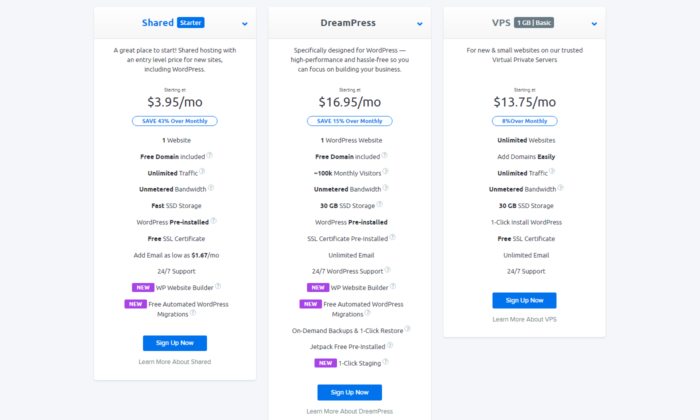 Shared Starter
A great place to start! Shared hosting with
an entry level price for new sites,
including WordPress.
Starting at
$3.95/mo
SAVE 43% Over Monthly
1 Website
Free Domain included
Unlimited Traffic
Unmetered Bandwidth
Fast SSD Storage
WordPress Pre-installed
Free SSL Certificate
Add Email as low as $1.67/mo
24/7 Support
NEW WP Website Builder
NEW Free Automated WordPress
Migrations
Sign Up Now
Learn More About Shared
DreamPress
Specifically designed for WordPress —
high-performance and hassle-free so you
can focus on building your business.
Starting at
$16.95/mo
SAVE 15% Over Monthly
1 WordPress Website
Free Domain included
~100k Monthly Visitors
Unmetered Bandwidth
30 GB SSD Storage
WordPress Pre-installed
SSL Certificate Pre-Installed
Unlimited Email
24/7 WordPress Support
NEW WP Website Builder
NEW Free Automated WordPress
Migrations
On-Demand Backups & 1-Click Restore
Jetpack Free Pre-Installed
NEW 1-Click Staging
Sign Up Now
Learn More About DreamPress
VPS 1 GB | Basic
For new & small websites on our trusted
Virtual Private Servers
Starting at
$13.75/mo
8%Over Monthly
Unlimited Websites
Add Domains Easily
Unlimited Traffic
Unmetered Bandwidth
30 GB SSD Storage
1-Click Install WordPress
Free SSL Certificate
Unlimited Email
24/7 Support
Sign Up Now
Learn More About VPS